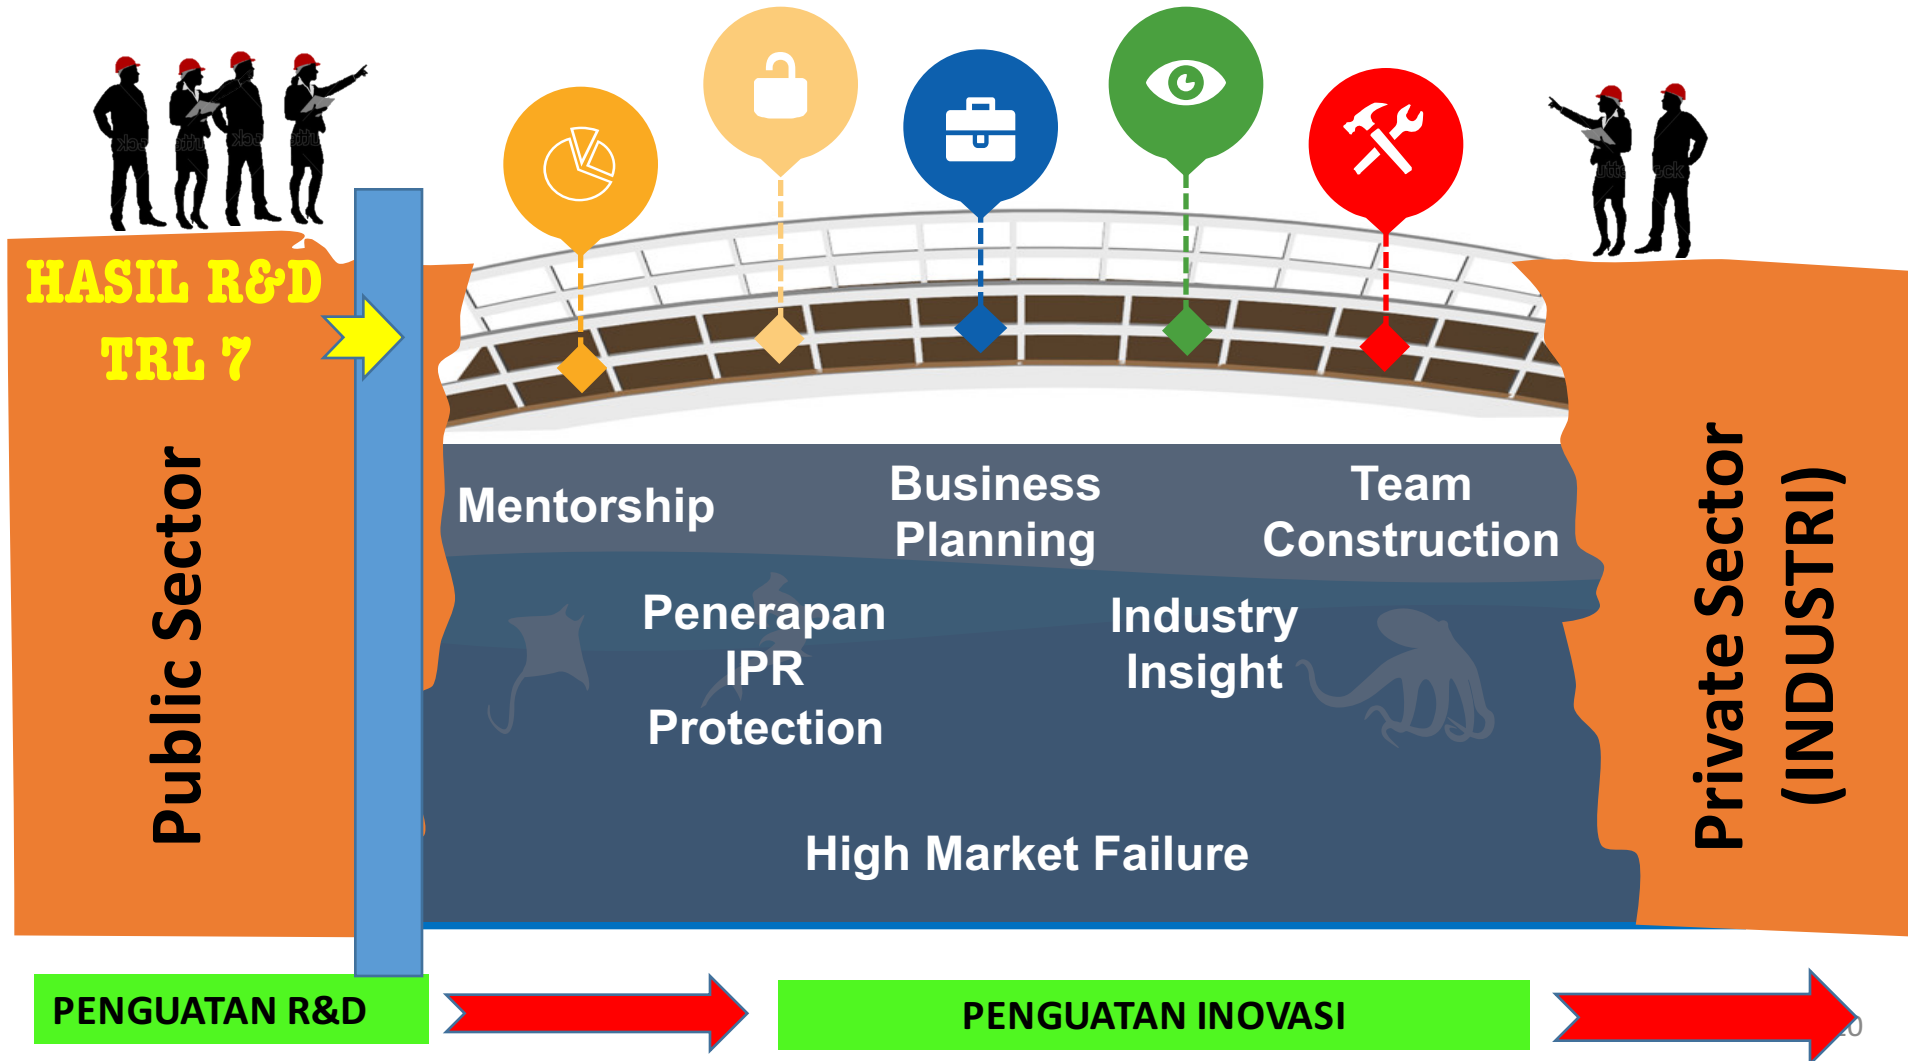 HASIL R&D
TRL 7
Public Sector
Mentorship
Business
Planning
Team
Construction
Penerapan
IPR
Protection
Industry
Insight
High Market Failure
Private Sector
(INDUSTRI)
PENGUATAN R&D
PENGUATAN INOVASI